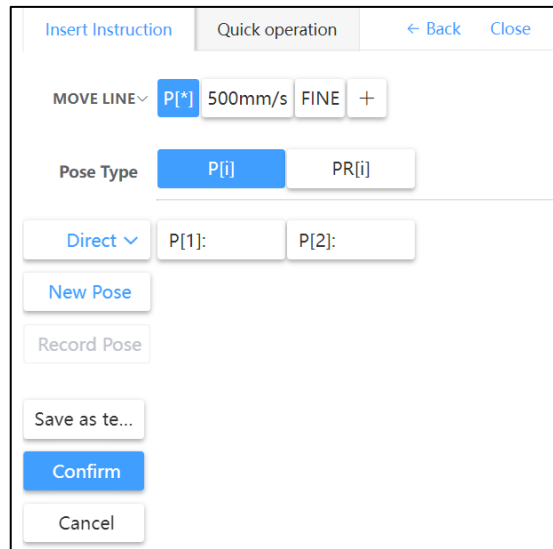 Insert Instruction Quick operation ← Back Close
MOVE LINE P[*] 500mm/s FINE +
Pose Type P[i] PR[i]
Direct P[1]: P[2]:
New Pose
Record Pose
Save as te...
Confirm
Cancel